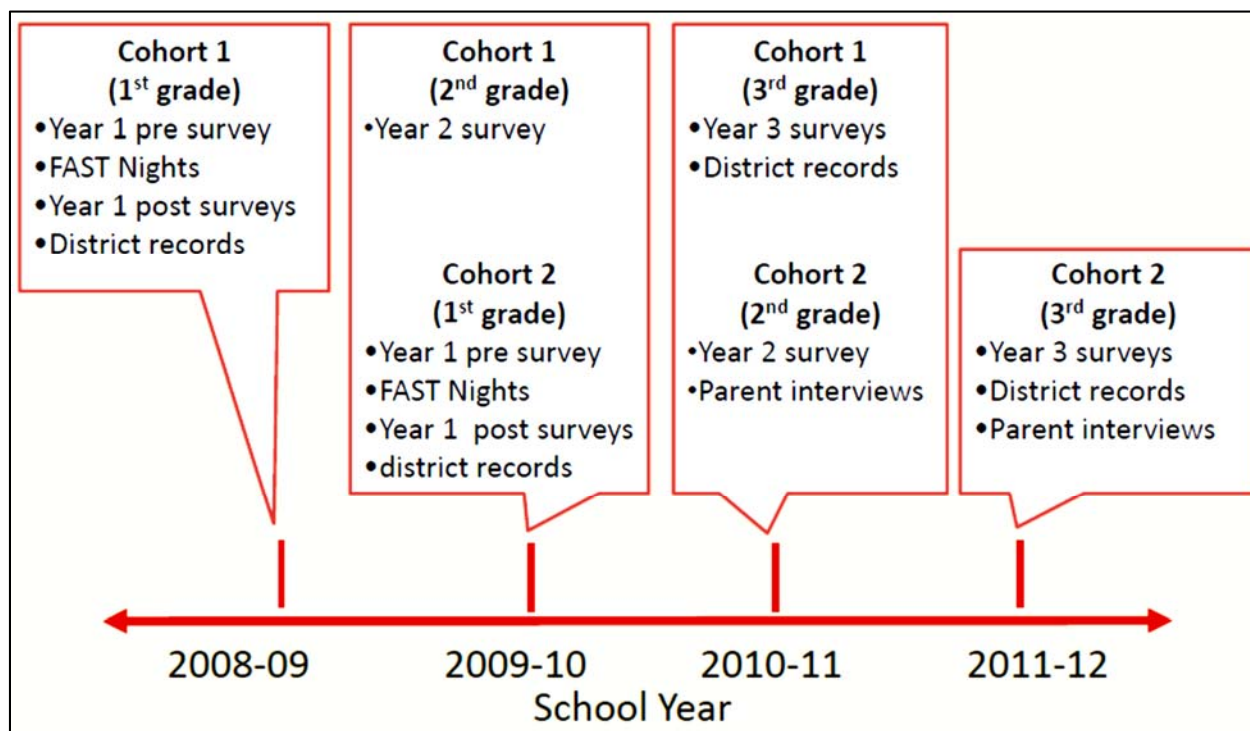 Cohort 1
(1st grade)
•Year 1 pre survey
•FAST Nights
•Year 1 post surveys
•District records
Cohort 1
(2nd grade)
•Year 2 survey
Cohort 2
(1st grade)
•Year 1 pre survey
•FAST Nights
•Year 1  post surveys
•district records
Cohort 1
(3rd grade)
•Year 3 surveys
•District records
Cohort 2
(2nd grade)
•Year 2 survey
•Parent interviews
Cohort 2
(3rd grade)
•Year 3 surveys
•District records
•Parent interviews
2008-09
2009-10
2010-11
2011-12
School Year